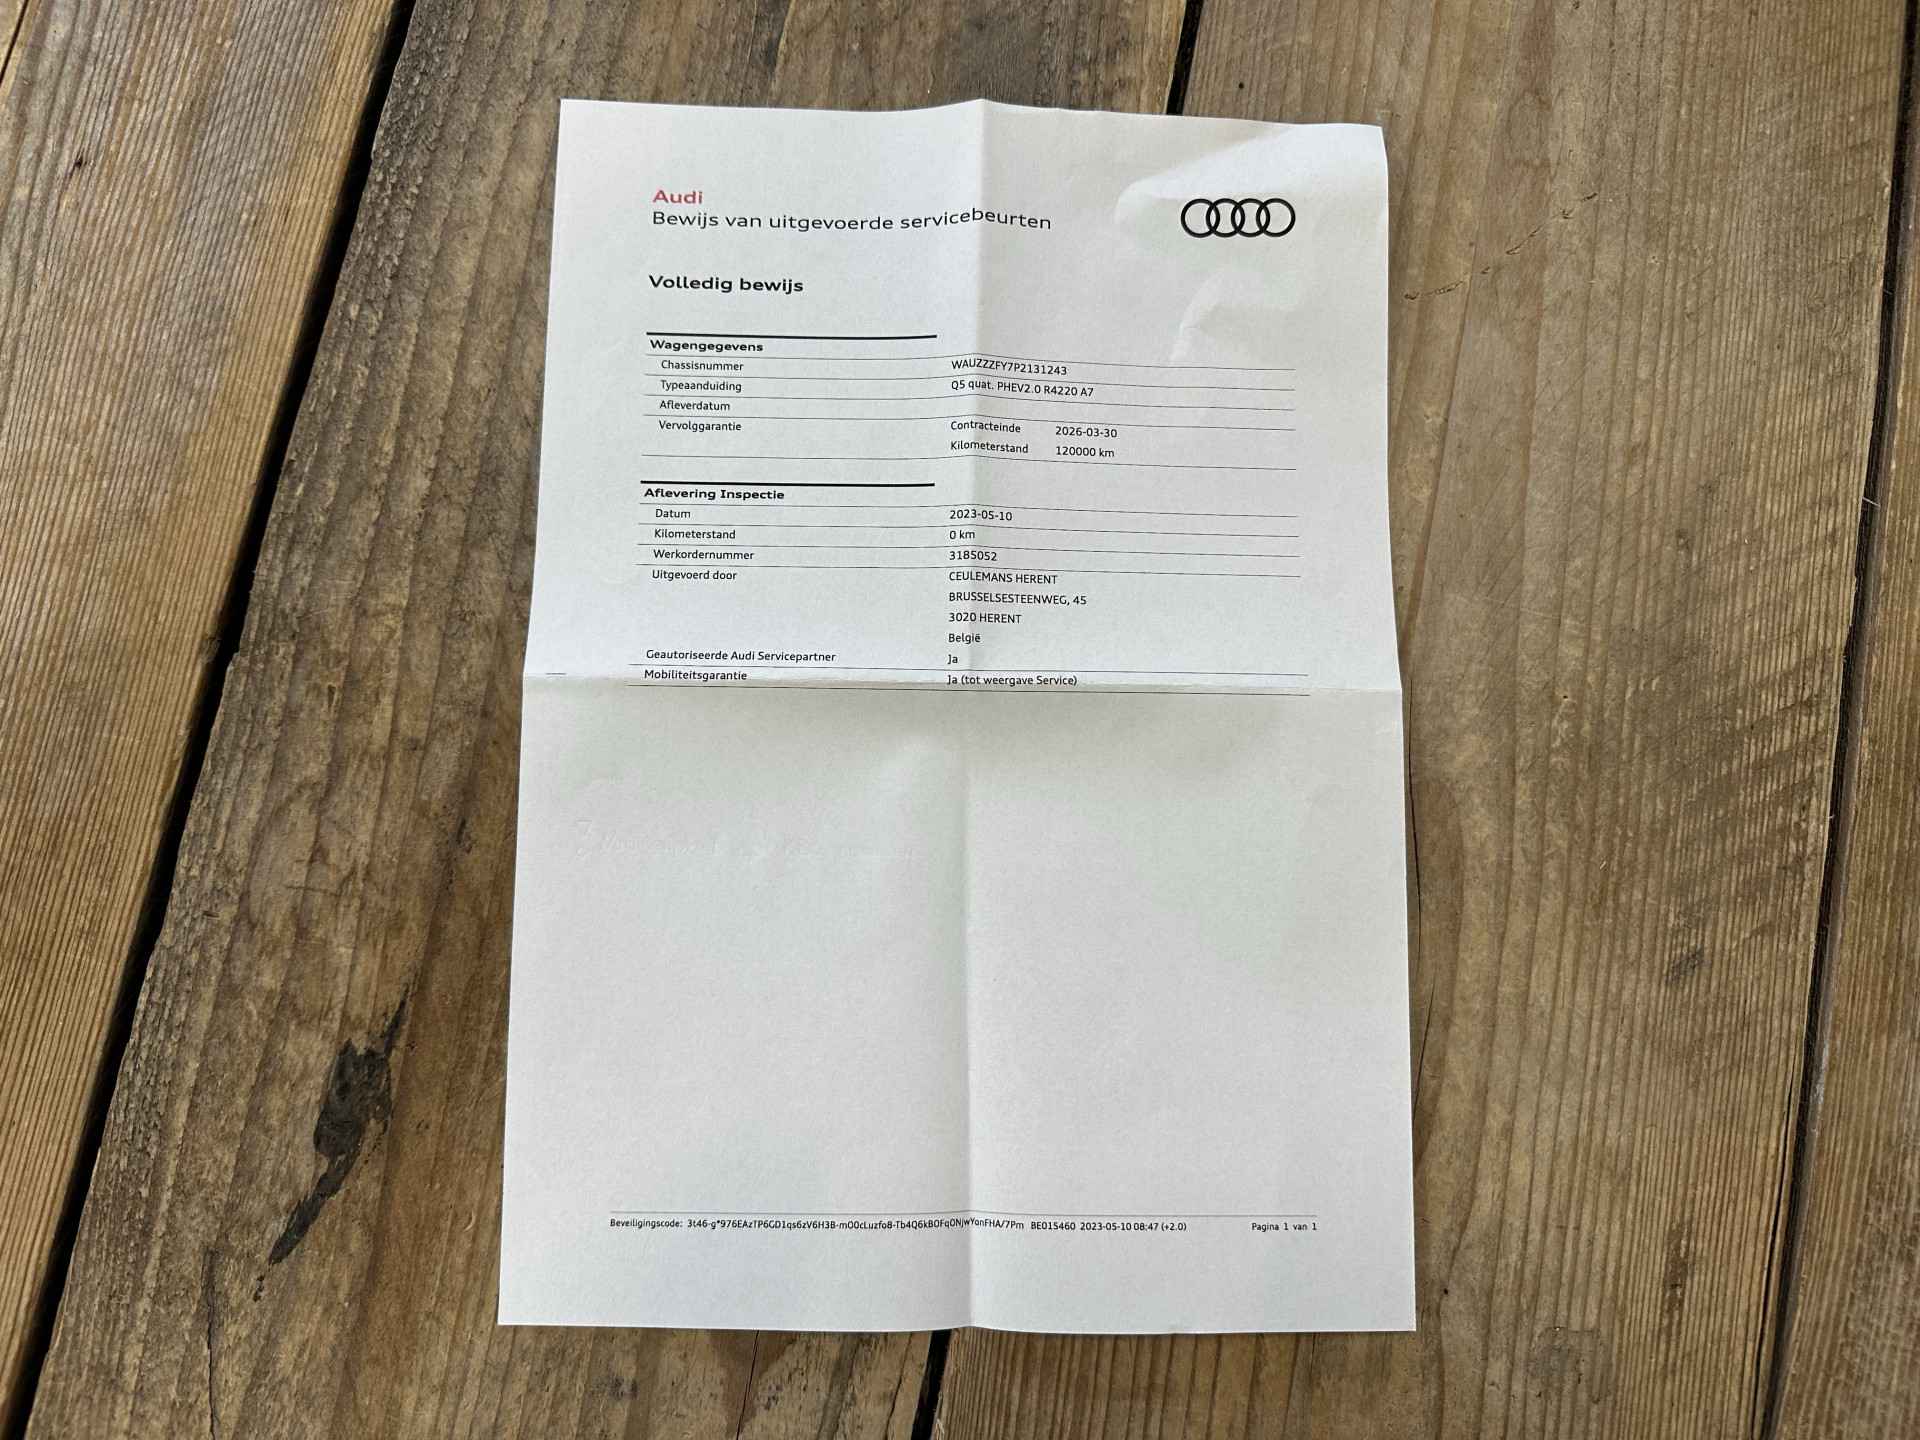 Audi
Bewijs van uitgevoerde servicebeurten
Volledig bewijs
Wagengegevens
Chassisnummer WAUZZZFY7P2131243
Typeaanduiding Q5 quat. PHEV2.0 R4220 A7
Afleverdatum
Vervolggarantie Contracteinde 2026-03-30
Kilometerstand 120000 km
Aflevering Inspectie
Datum 2023-05-10
Kilometerstand 0 km
Werkordernummer 3185052
Uitgevoerd door CEULEMANS HERENT
BRUSSELSESTEENWEG, 45
3020 HERENT
België
Geautoriseerde Audi Servicepartner Ja
Mobiliteitsgarantie Ja (tot weergave Service)
Beveiligingscode: 3t46-g*976EAzTP6GD1qs6zV6H3B-mO0cLuzfo8-Tb4Q6kBOFqONjwYonFHA/7Pm BE015460 2023-05-10 08:47 (+2.0) Pagina 1 van 1